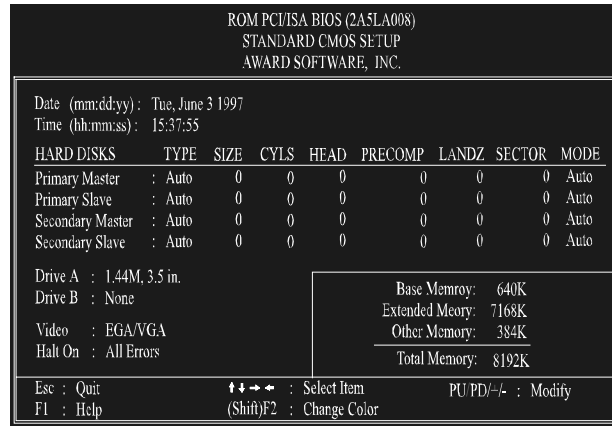 ROM PCI/ISA BIOS (2A5LA008)
STANDARD CMOS SETUP
AWARD SOFTWARE, INC.
Date (mm:dd:yy) : Tue, June 3 1997
Time (hh:mm:ss) : 15:37:55
HARD DISKS TYPE SIZE CYLS HEAD PRECOMP LANDZ SECTOR MODE
Primary Master : Auto 0 0 0 0 0 0 Auto
Primary Slave : Auto 0 0 0 0 0 0 Auto
Secondary Master : Auto 0 0 0 0 0 0 Auto
Secondary Slave : Auto 0 0 0 0 0 0 Auto
Drive A : 1.44M, 3.5 in.
Drive B : None
Video : EGA/VGA
Halt On : All Errors
Base Memroy: 640K
Extended Meory: 7168K
Other Memory: 384K
Total Memory: 8192K
Esc : Quit ↑ ↓ → ← : Select Item PU/PD/+/- : Modify
F1 : Help (Shift)F2 : Change Color